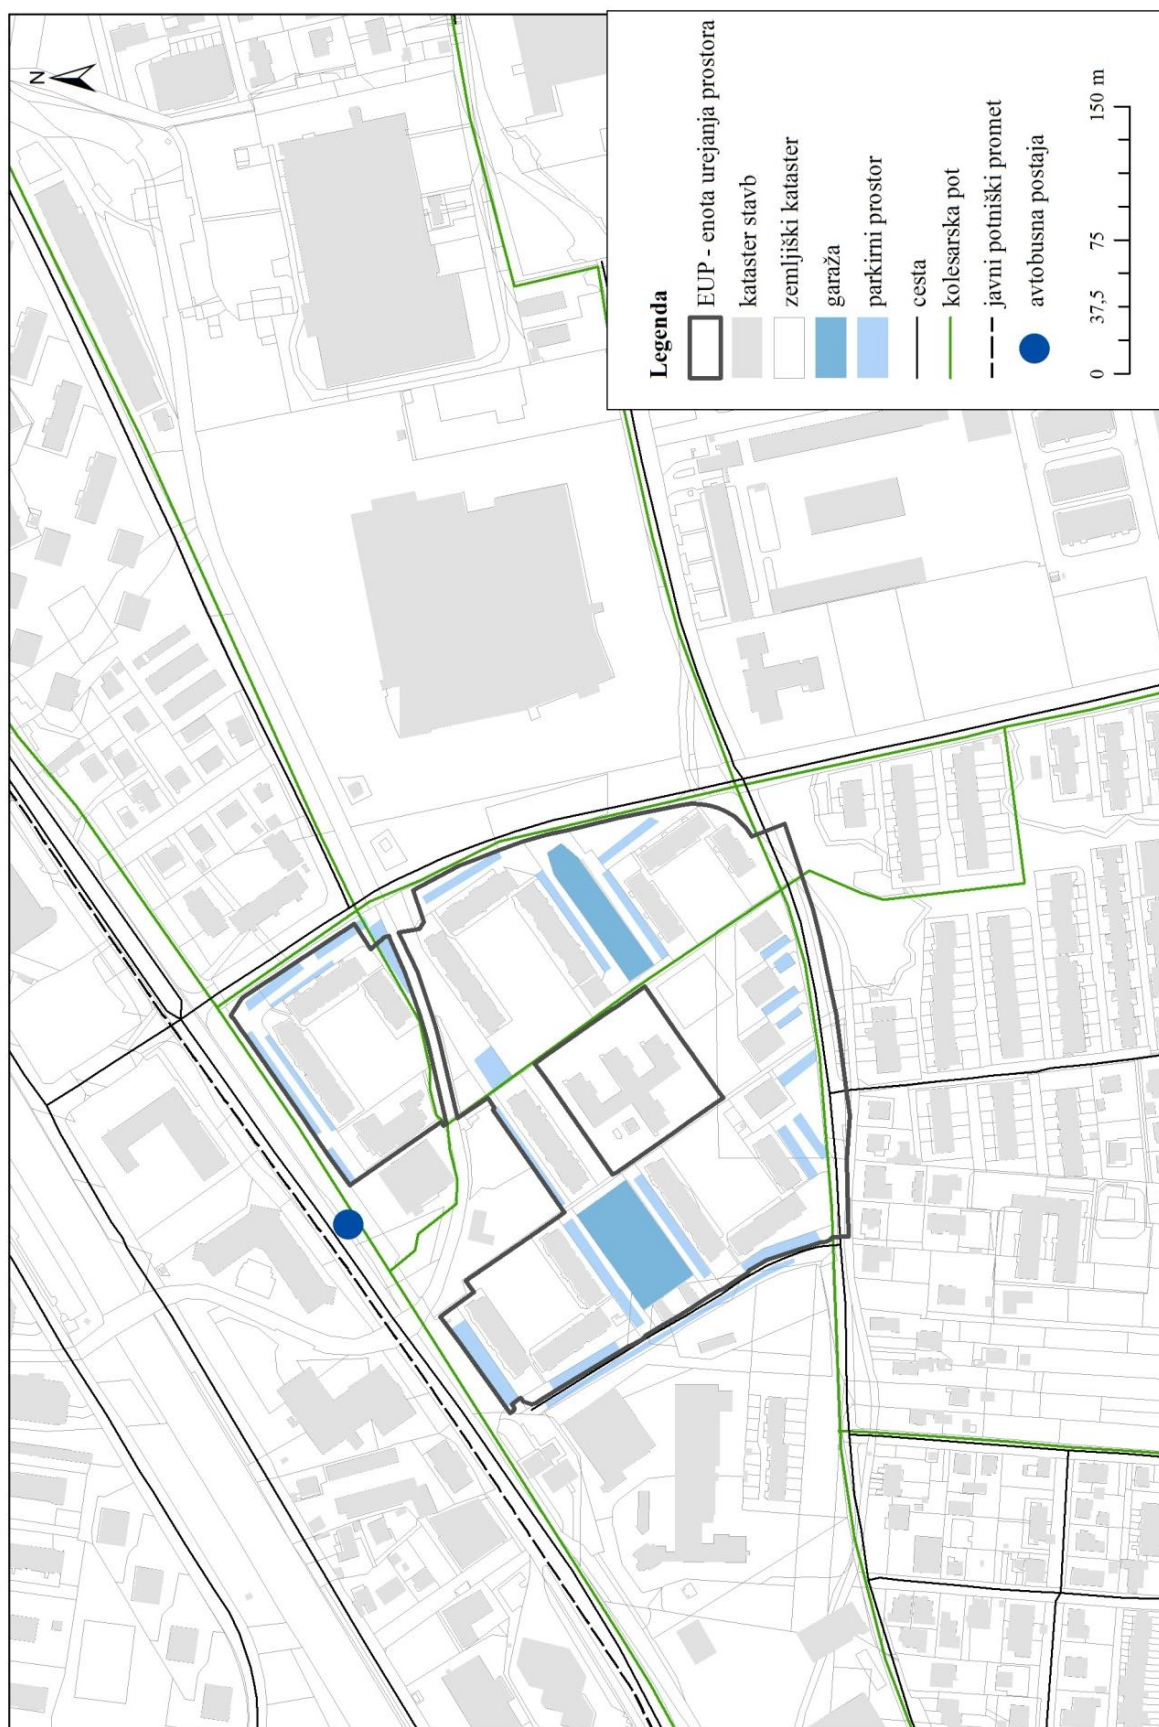 N
Legenda
EUP - enota urejanja prostora
kataster stavb
zemljiški kataster
garaža
parkirni prostor
cesta
kolesarska pot
javni potniški promet
avtobusna postaja
0 37,5 75 150 m